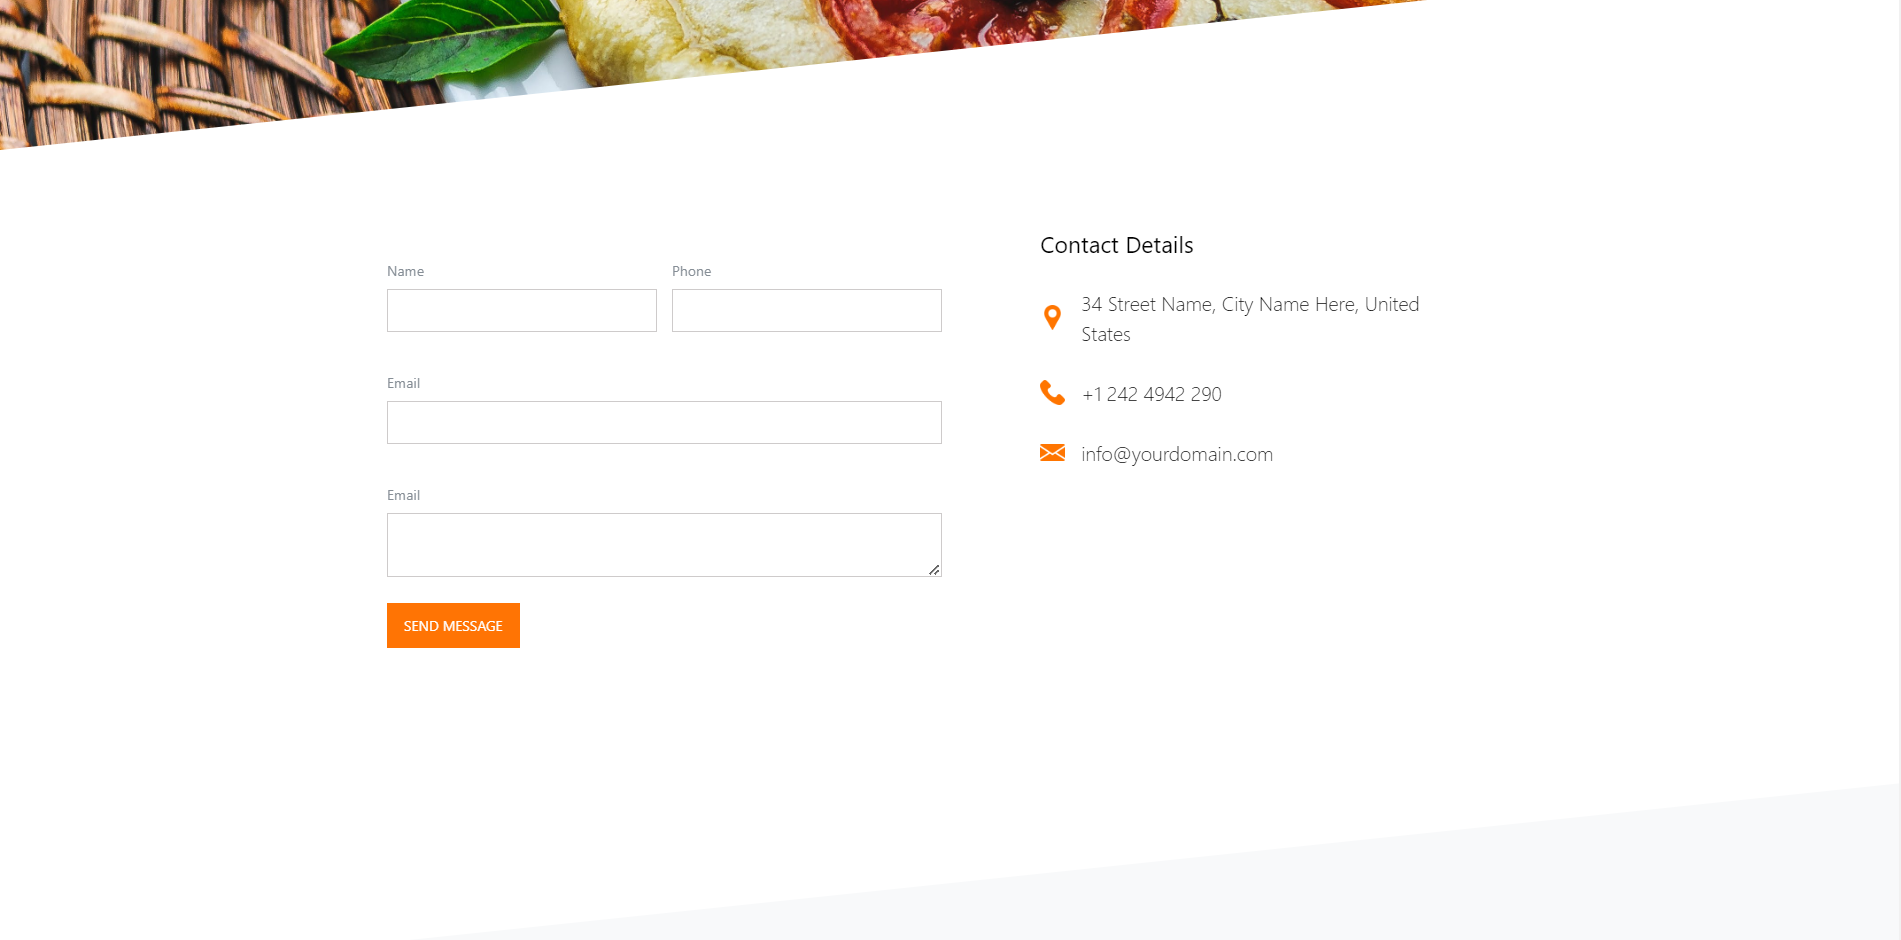 Name
Phone
Email
Email
SEND MESSAGE
Contact Details
34 Street Name, City Name Here, United
States
+1 242 4942 290
info@yourdomain.com